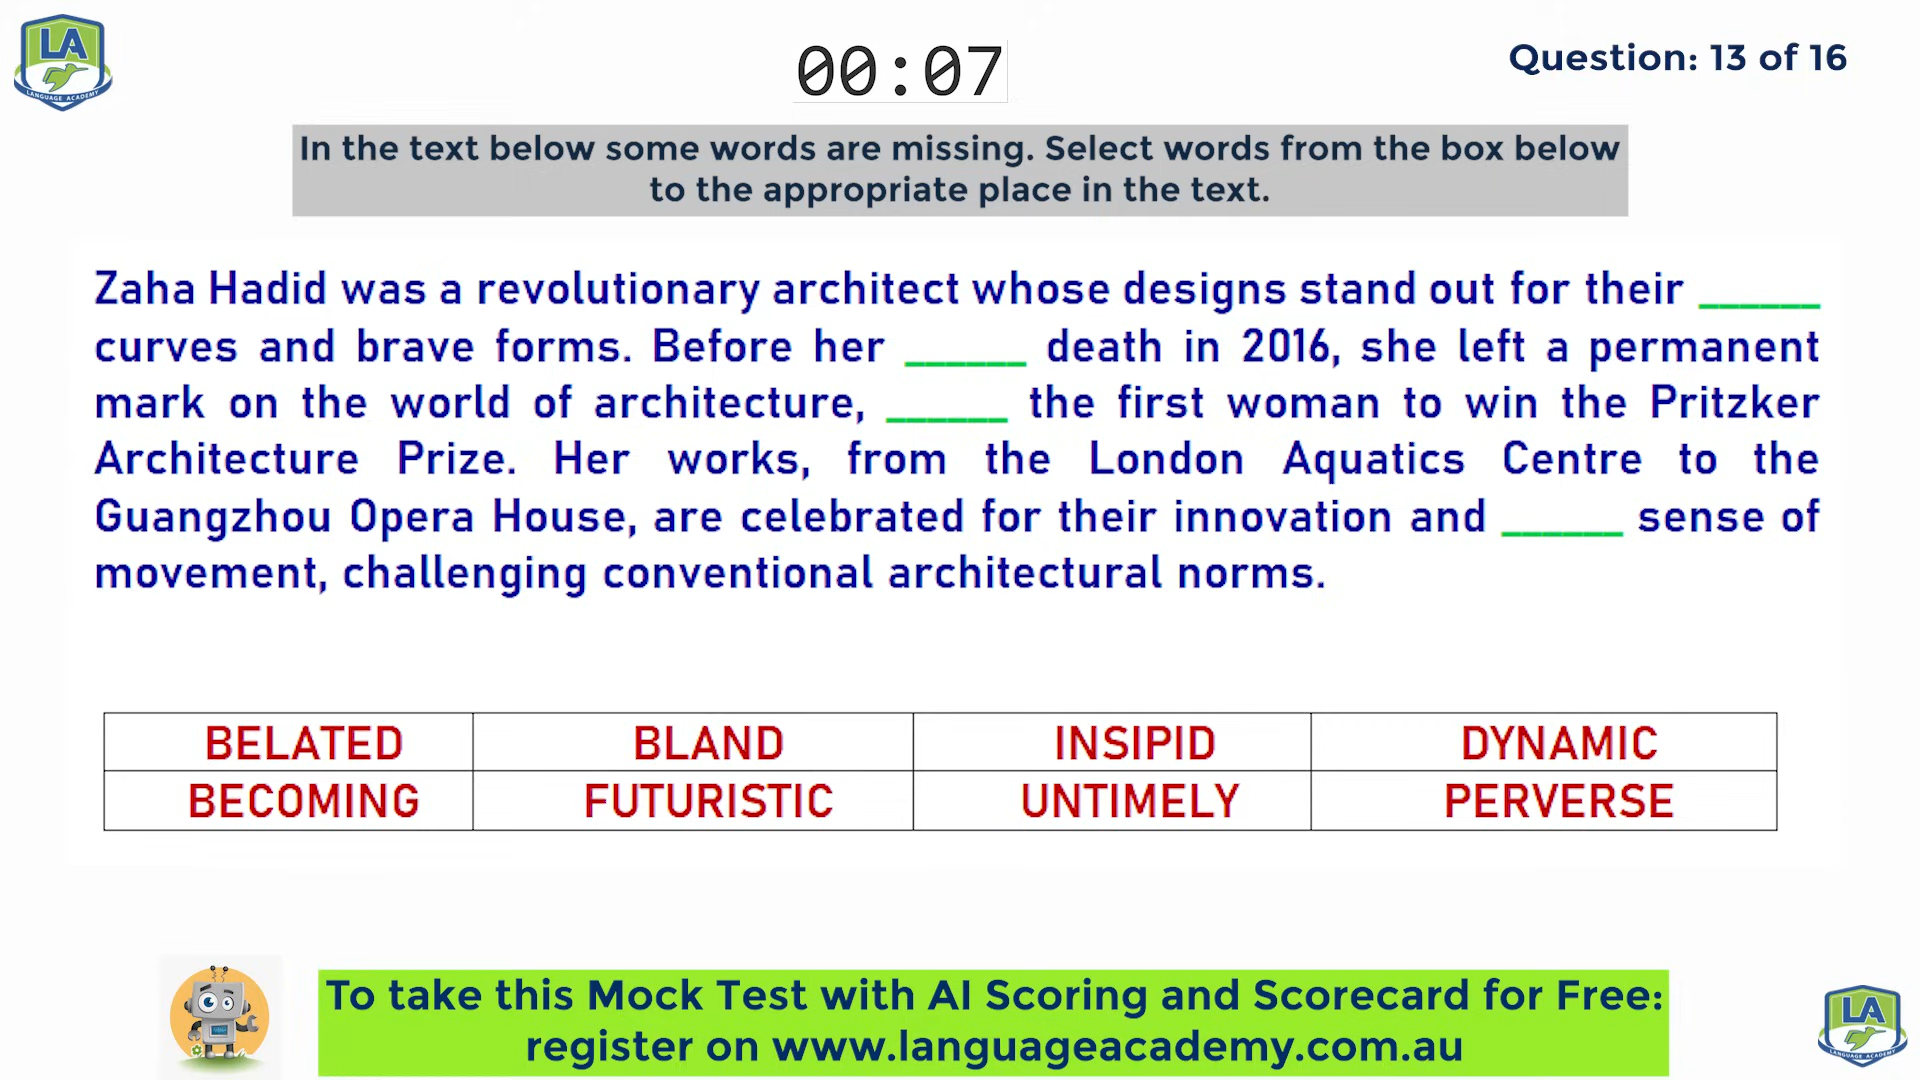 LA
LANGUAGE ACADEMY
00:07
Question: 13 of 16
In the text below some words are missing. Select words from the box below
to the appropriate place in the text.
Zaha Hadid was a revolutionary architect whose designs stand out for their ______
curves and brave forms. Before her ______ death in 2016, she left a permanent
mark on the world of architecture, ______ the first woman to win the Pritzker
Architecture Prize. Her works, from the London Aquatics Centre to the
Guangzhou Opera House, are celebrated for their innovation and ______ sense of
movement, challenging conventional architectural norms.
BELATED BLAND INSIPID DYNAMIC
BECOMING FUTURISTIC UNTIMELY PERVERSE
To take this Mock Test with AI Scoring and Scorecard for Free:
register on www.languageacademy.com.au
LA
LANGUAGE ACADEMY